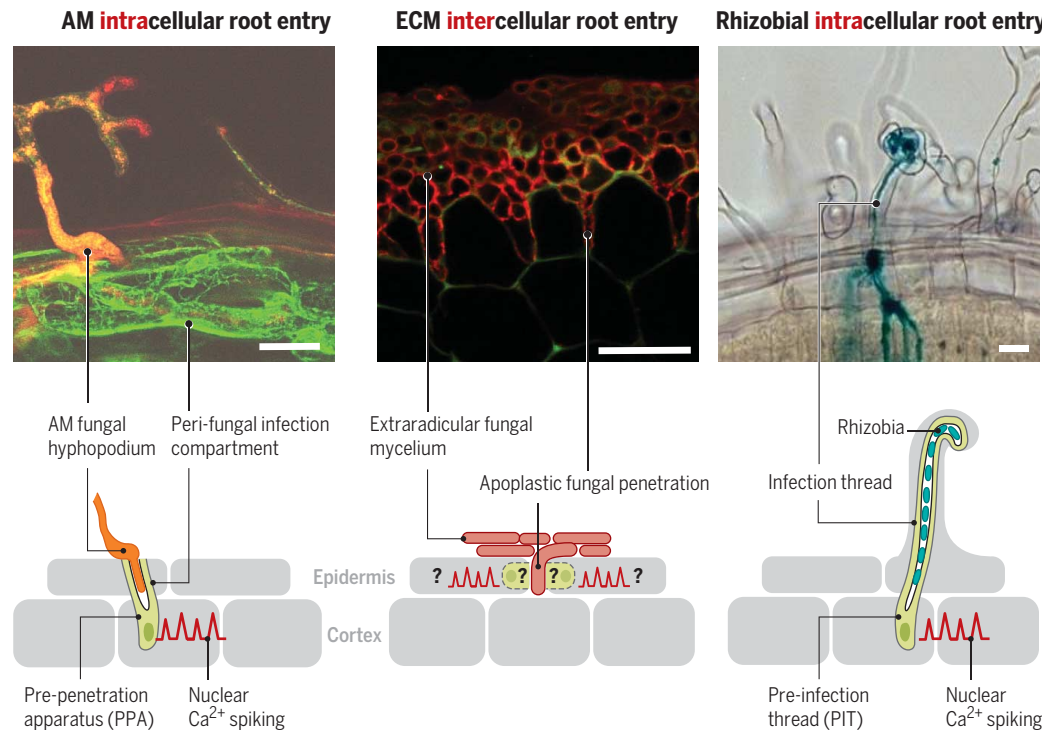 AM intracellular root entry
ECM intercellular root entry
Rhizobial intracellular root entry
AM fungal
hyphopodium
Peri-fungal infection
compartment
Extraradicular fungal
mycelium
Apoplastic fungal penetration
Rhizobia
Infection thread
Epidermis
Cortex
? ? ? ?
Pre-penetration
apparatus (PPA)
Nuclear
Ca2+ spiking
Pre-infection
thread (PIT)
Nuclear
Ca2+ spiking